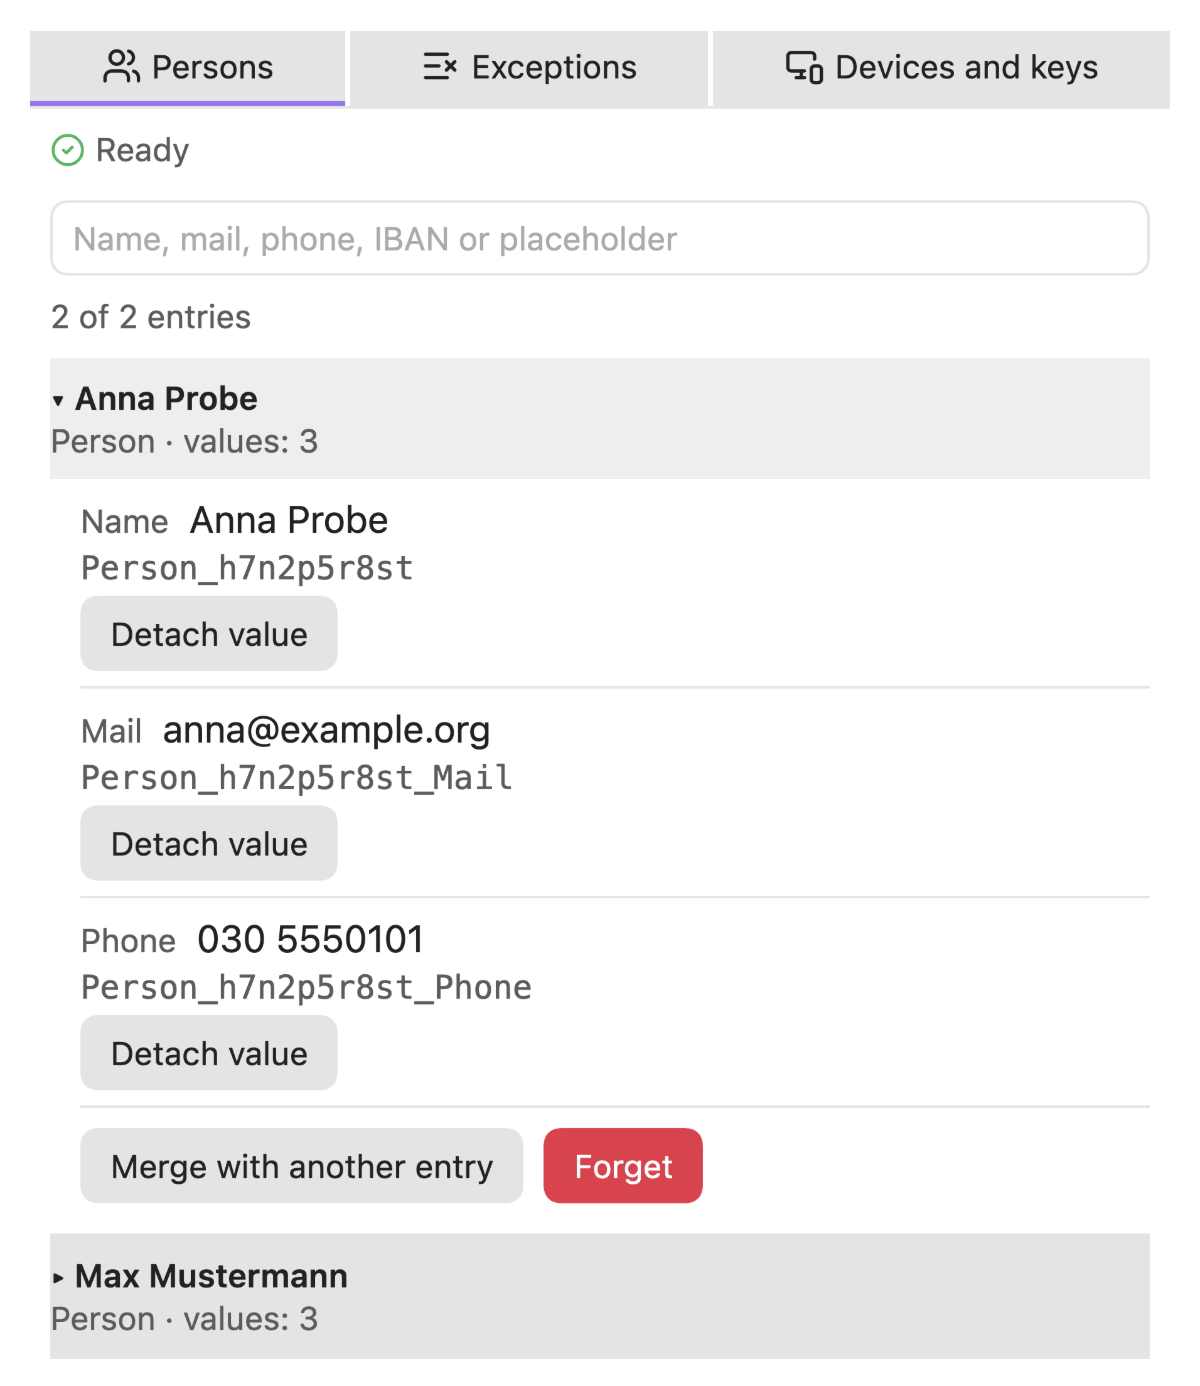 Persons
Exceptions
Devices and keys
Ready
Name, mail, phone, IBAN or placeholder
2 of 2 entries
Anna Probe
Person · values: 3
Name Anna Probe
Person_h7n2p5r8st
Detach value
Mail anna@example.org
Person_h7n2p5r8st_Mail
Detach value
Phone 030 5550101
Person_h7n2p5r8st_Phone
Detach value
Merge with another entry
Forget
Max Mustermann
Person · values: 3